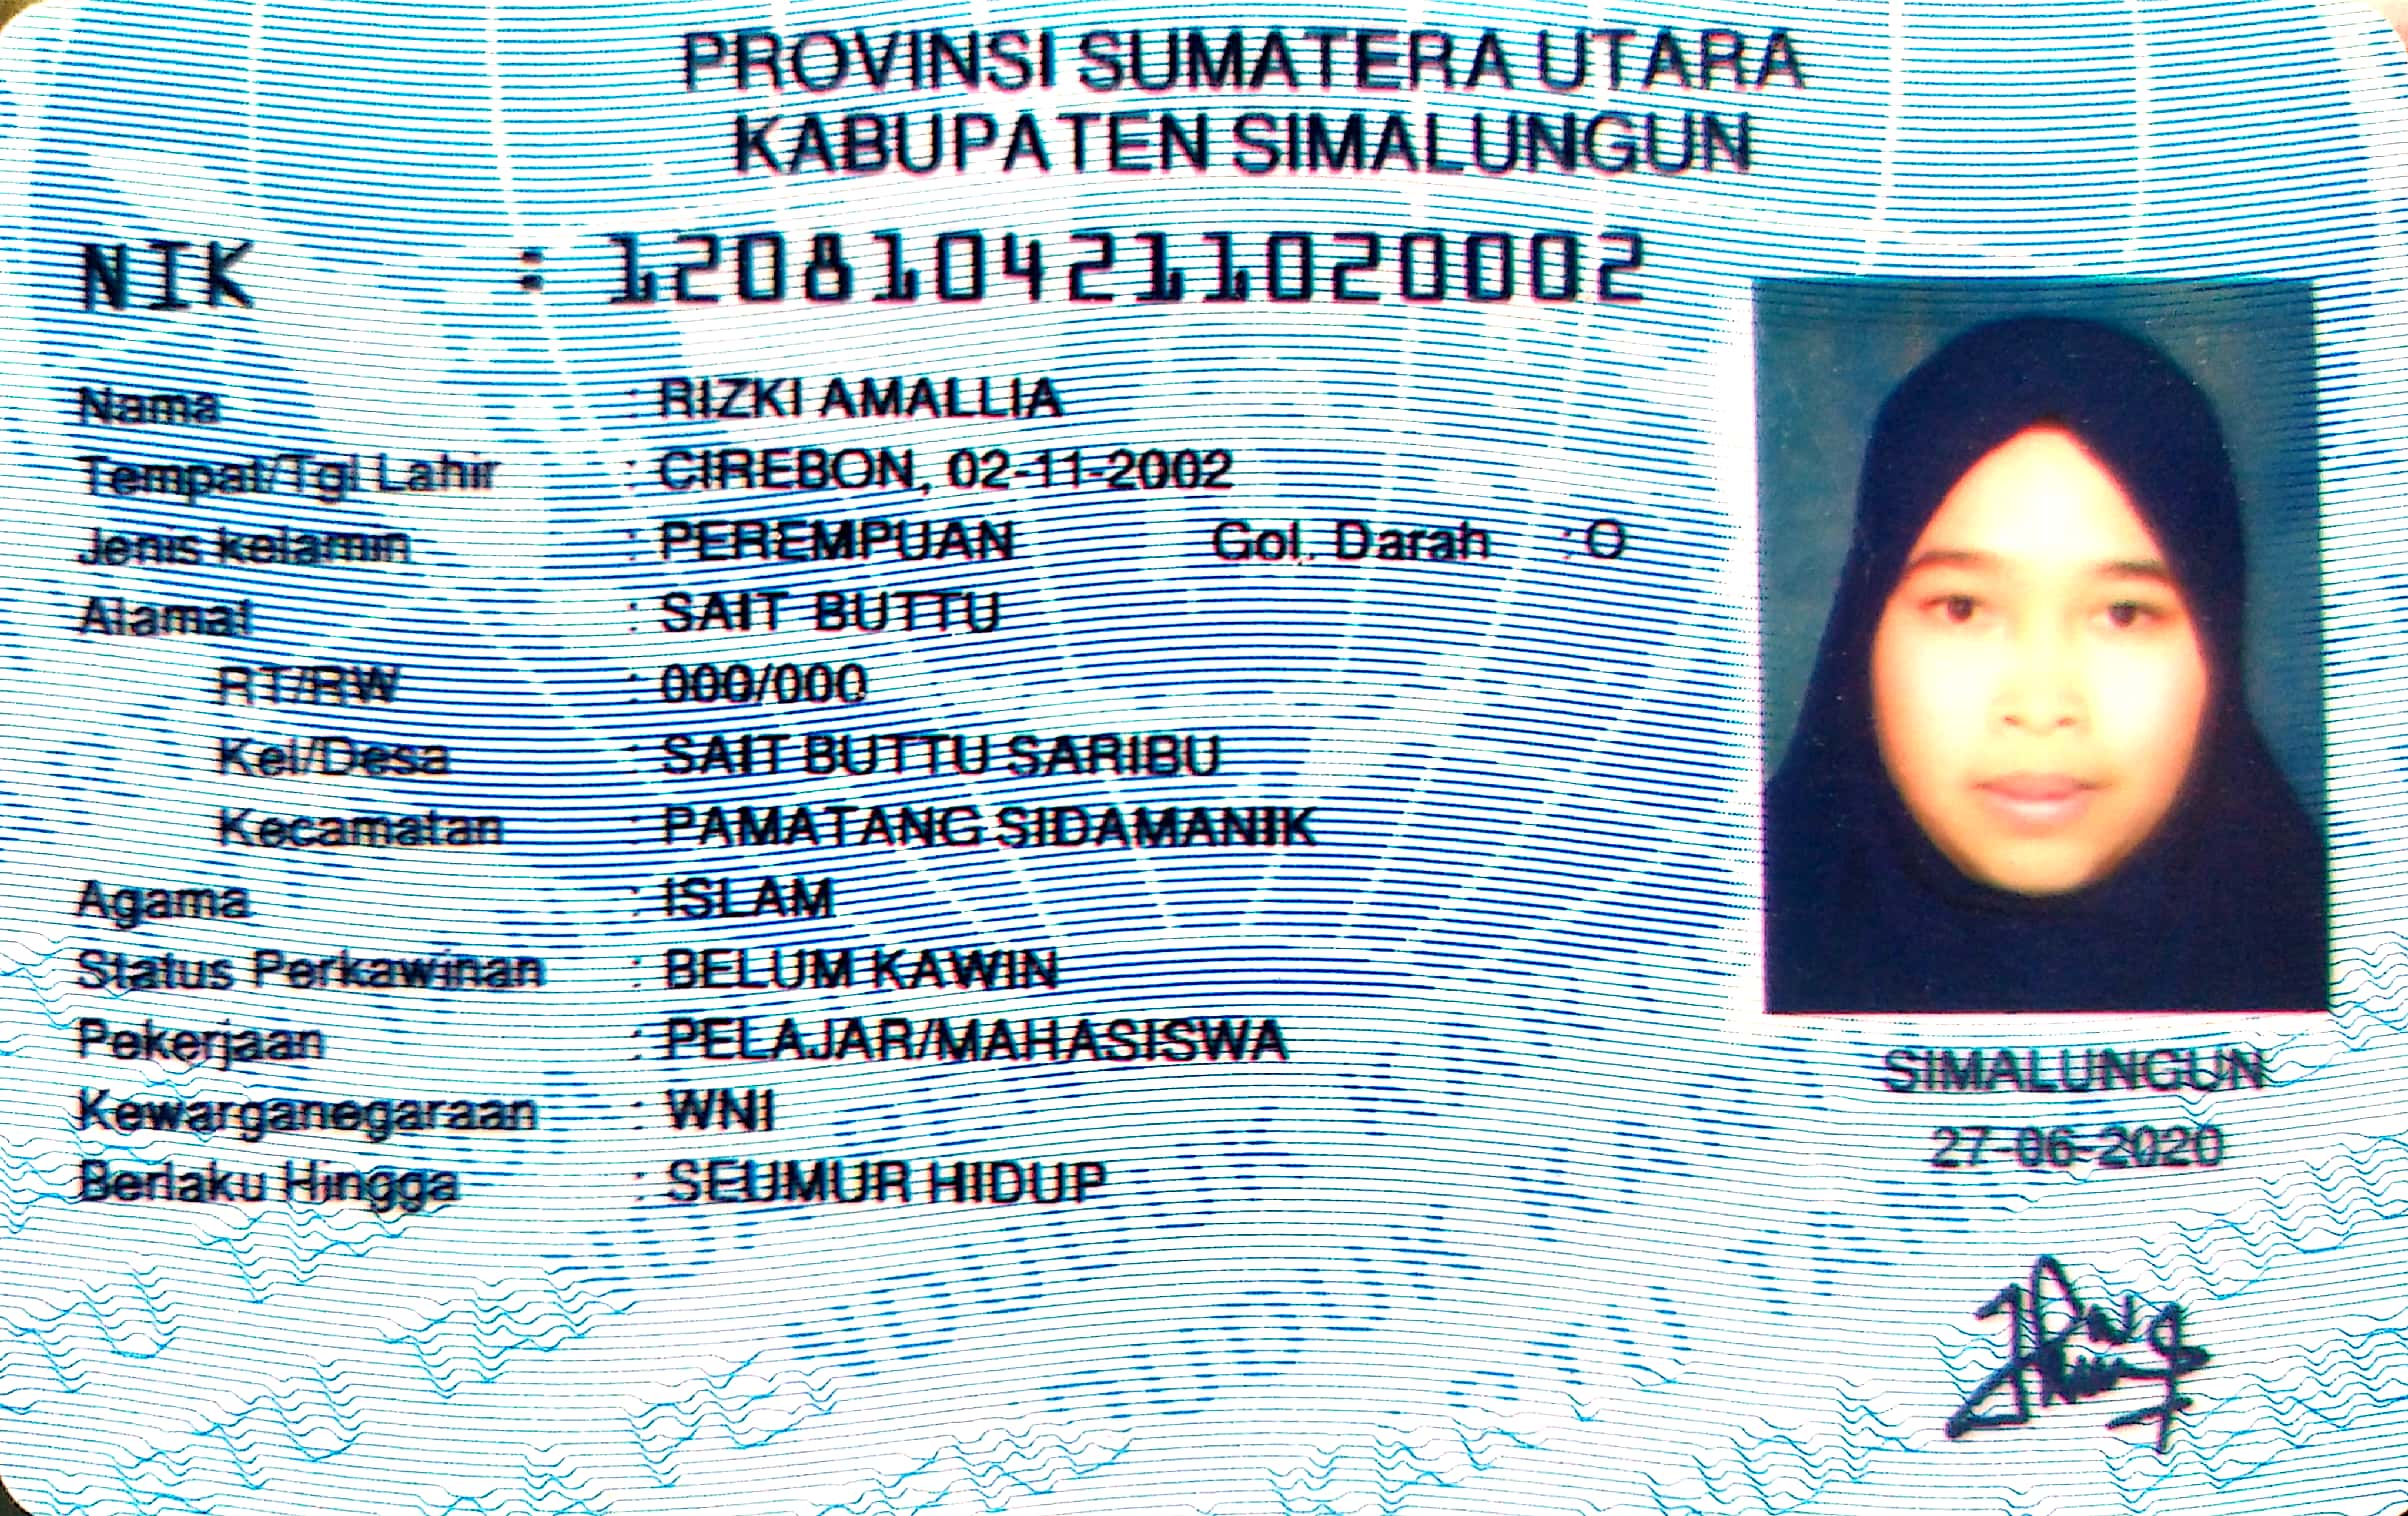 PROVINSI SUMATERA UTARA
KABUPATEN SIMALUNGUN
NIK : 1208104211020002
Nama : RIZKI AMALLIA
Tempat/Tgl Lahir : CIREBON, 02-11-2002
Jenis kelamin : PEREMPUAN Gol. Darah : O
Alamat : SAIT BUTTU
RT/RW : 000/000
Kel/Desa : SAIT BUTTU SARIBU
Kecamatan : PAMATANG SIDAMANIK
Agama : ISLAM
Status Perkawinan : BELUM KAWIN
Pekerjaan : PELAJAR/MAHASISWA
Kewarganegaraan : WNI
Berlaku Hingga : SEUMUR HIDUP
SIMALUNGUN
27-06-2020